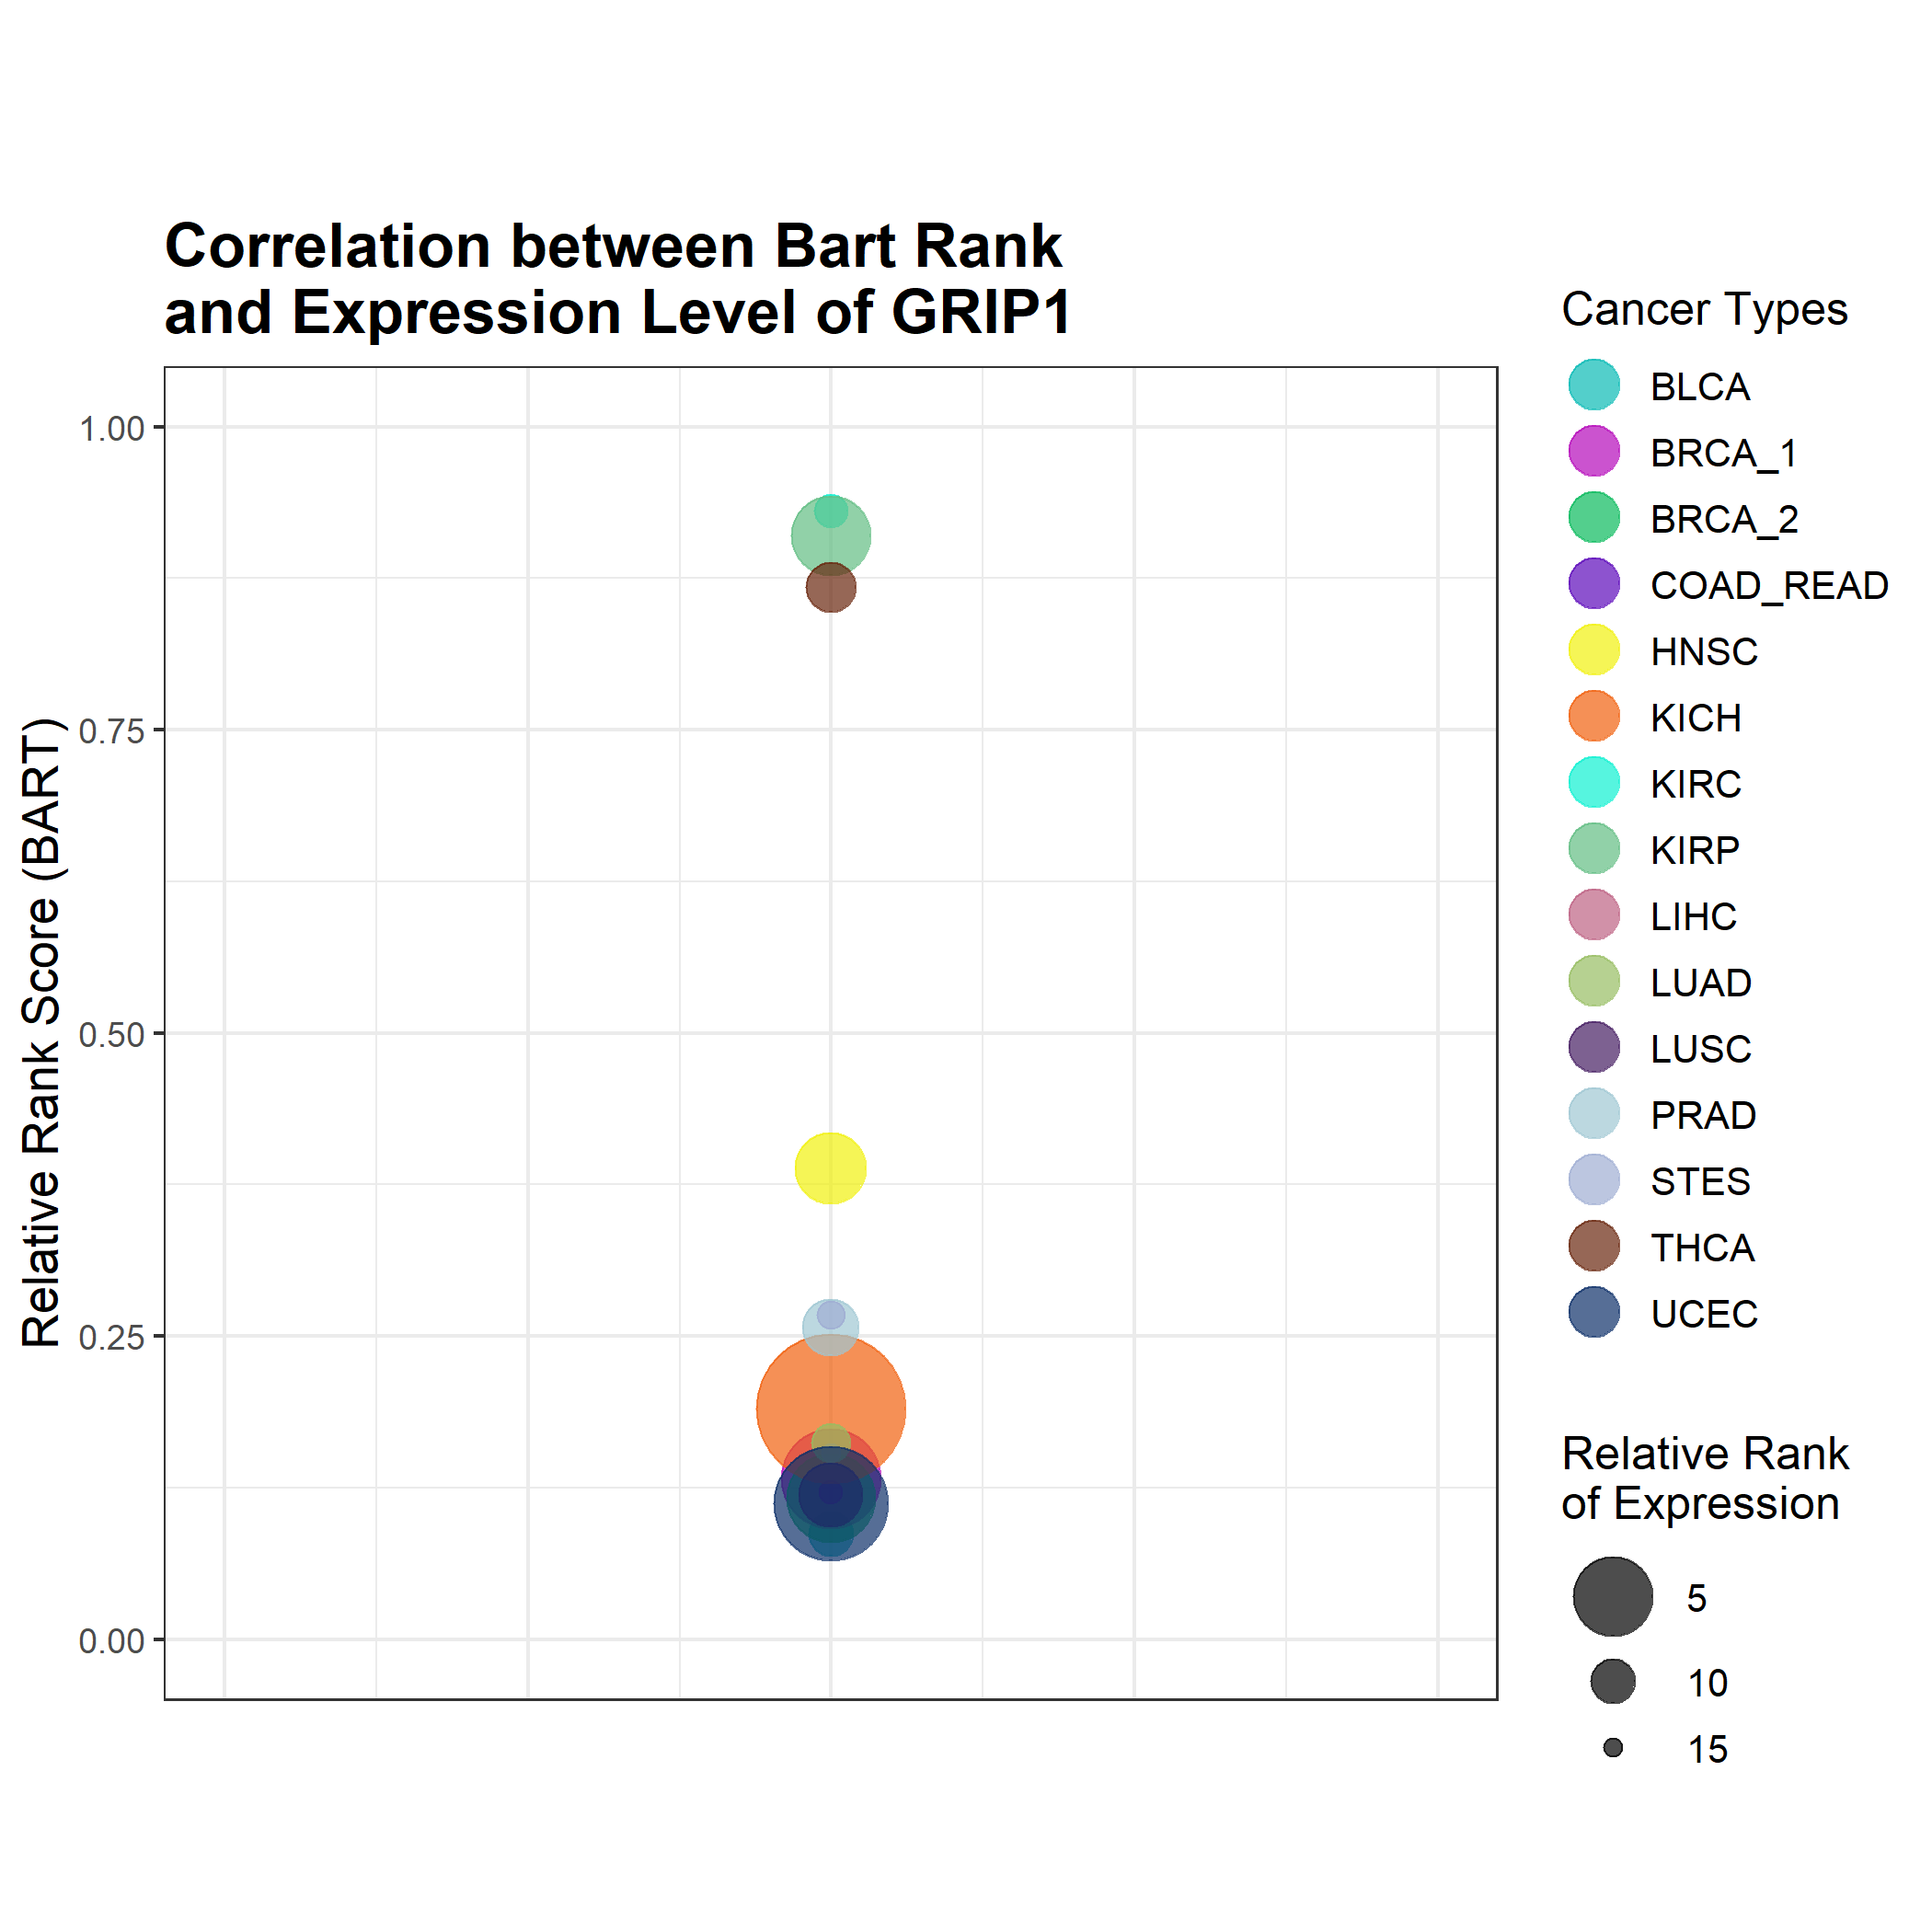 Correlation between Bart Rank
and Expression Level of GRIP1
Relative Rank Score (BART)
1.00
0.75
0.50
0.25
0.00
Cancer Types
BLCA
BRCA_1
BRCA_2
COAD_READ
HNSC
KICH
KIRC
KIRP
LIHC
LUAD
LUSC
PRAD
STES
THCA
UCEC
Relative Rank
of Expression
5
10
15